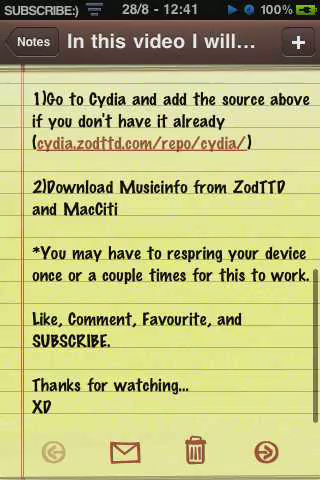 SUBSCRIBE:) 28/8 - 12:41 100%
Notes In this video I will... +
1)Go to Cydia and add the source above
if you don't have it already
(cydia.zodttd.com/repo/cydia/)
2)Download Musicinfo from ZodTTD
and MacCiti
*You may have to respring your device
once or a couple times for this to work.
Like, Comment, Favourite, and
SUBSCRIBE.
Thanks for watching...
XD